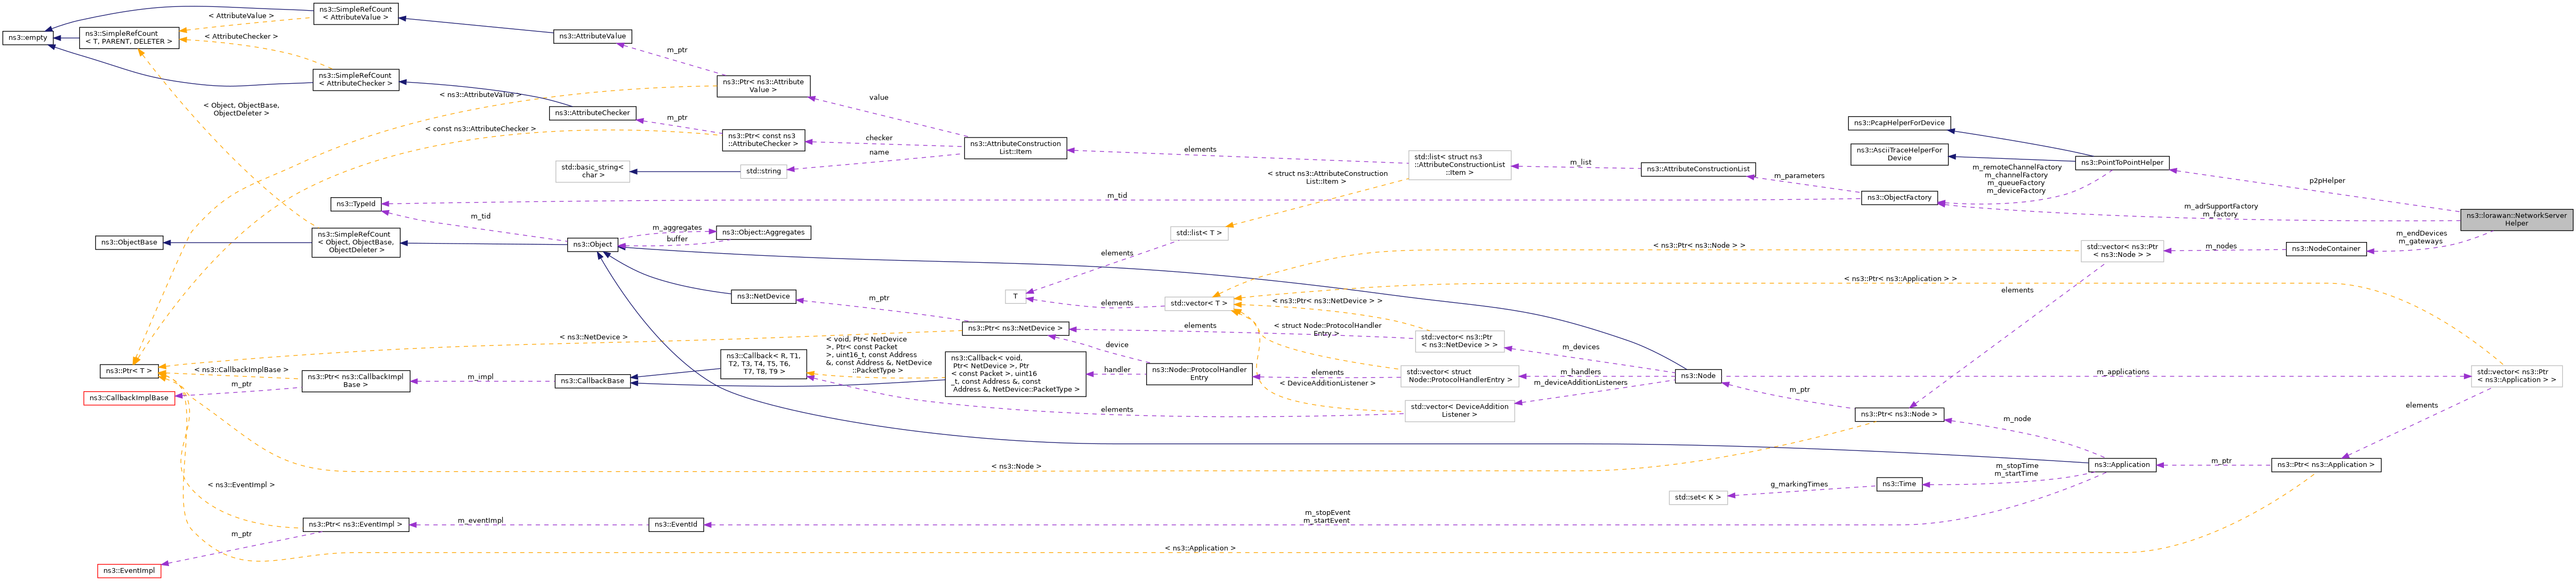 ns3::SimpleRefCount
< AttributeValue >
< AttributeValue >
ns3::empty
ns3::SimpleRefCount
< T, PARENT, DELETER >
< AttributeChecker >
ns3::AttributeValue
m_ptr
ns3::SimpleRefCount
< AttributeChecker >
ns3::Ptr< ns3::Attribute
Value >
< ns3::AttributeValue >
value
< Object, ObjectBase,
ObjectDeleter >
ns3::AttributeChecker
m_ptr
< const ns3::AttributeChecker >
ns3::Ptr< const ns3
::AttributeChecker >
checker
name
ns3::AttributeConstruction
List::Item
elements
std::list< struct ns3
::AttributeConstructionList
::Item >
m_list
ns3::AttributeConstructionList
m_parameters
ns3::PcapHelperForDevice
ns3::AsciiTraceHelperFor
Device
ns3::PointToPointHelper
m_remoteChannelFactory
m_channelFactory
m_queueFactory
m_deviceFactory
p2pHelper
std::basic_string<
char >
std::string
< struct ns3::AttributeConstruction
List::Item >
ns3::TypeId
m_tid
m_tid
ns3::ObjectFactory
m_adrSupportFactory
m_factory
ns3::lorawan::NetworkServer
Helper
ns3::ObjectBase
ns3::SimpleRefCount
< Object, ObjectBase,
ObjectDeleter >
ns3::Object
m_aggregates
buffer
ns3::Object::Aggregates
std::list< T >
elements
< ns3::Ptr< ns3::Node > >
std::vector< ns3::Ptr
< ns3::Node > >
m_nodes
ns3::NodeContainer
m_endDevices
m_gateways
ns3::NetDevice
m_ptr
T
elements
std::vector< T >
< ns3::Ptr< ns3::NetDevice > >
< ns3::Ptr< ns3::Application > >
elements
< ns3::NetDevice >
ns3::Ptr< ns3::NetDevice >
elements
< struct Node::ProtocolHandler
Entry >
std::vector< ns3::Ptr
< ns3::NetDevice > >
m_devices
ns3::Ptr< T >
< ns3::CallbackImplBase >
m_ptr
ns3::CallbackImplBase
ns3::Ptr< ns3::CallbackImpl
Base >
m_impl
ns3::CallbackBase
ns3::Callback< R, T1,
T2, T3, T4, T5, T6,
T7, T8, T9 >
< void, Ptr< NetDevice
>, Ptr< const Packet
>, uint16_t, const Address
&, const Address &, NetDevice
::PacketType >
ns3::Callback< void,
Ptr< NetDevice >, Ptr
< const Packet >, uint16
_t, const Address &, const
Address &, NetDevice::PacketType >
device
handler
ns3::Node::ProtocolHandler
Entry
elements
< DeviceAdditionListener >
std::vector< struct
Node::ProtocolHandlerEntry >
m_handlers
m_deviceAdditionListeners
ns3::Node
m_applications
std::vector< ns3::Ptr
< ns3::Application > >
m_ptr
elements
std::vector< DeviceAddition
Listener >
ns3::Ptr< ns3::Node >
m_node
elements
< ns3::Node >
ns3::Application
m_ptr
ns3::Ptr< ns3::Application >
m_stopTime
m_startTime
ns3::Time
g_markingTimes
std::set< K >
< ns3::EventImpl >
ns3::Ptr< ns3::EventImpl >
m_eventImpl
ns3::EventId
m_stopEvent
m_startEvent
m_ptr
ns3::EventImpl
< ns3::Application >